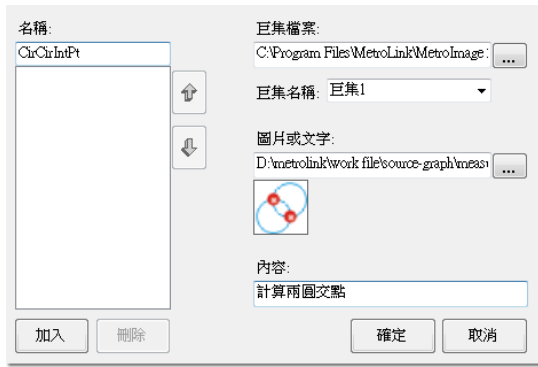 名稱:
CirCirIntPt
加入
刪除
巨集檔案:
C:\Program Files\MetroLink\MetroImage
...
巨集名稱: 巨集1
圖片或文字:
D:\metrolink\work file\source-graph\meas
...
內容:
計算兩圓交點
確定
取消